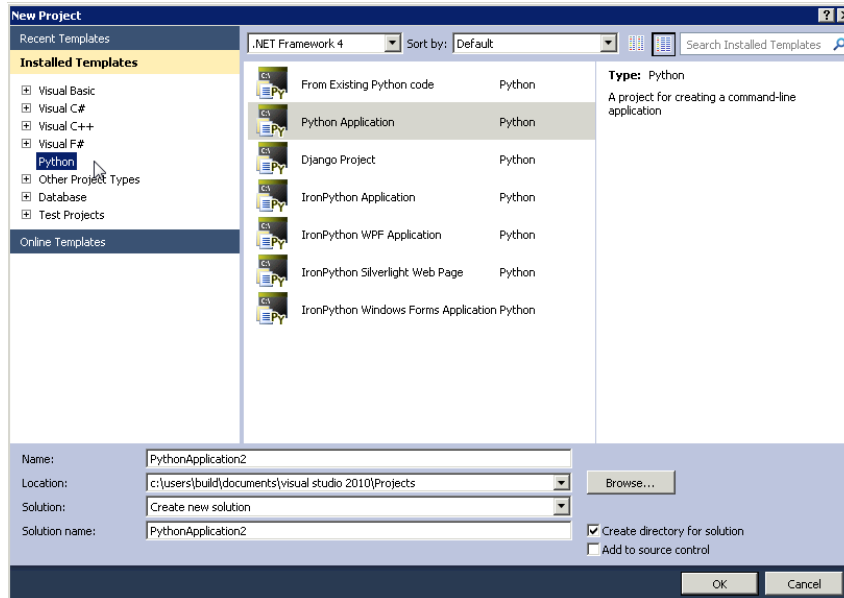 New Project
Recent Templates
Installed Templates
Visual Basic
Visual C#
Visual C++
Visual F#
Python
Other Project Types
Database
Test Projects
Online Templates
.NET Framework 4 Sort by: Default Search Installed Templates
From Existing Python code Python
Python Application Python
Django Project Python
IronPython Application Python
IronPython WPF Application Python
IronPython Silverlight Web Page Python
IronPython Windows Forms Application Python
Type: Python
A project for creating a command-line
application
Name: PythonApplication2
Location: c:\users\build\documents\visual studio 2010\Projects Browse...
Solution: Create new solution
Solution name: PythonApplication2
Create directory for solution
Add to source control
OK Cancel